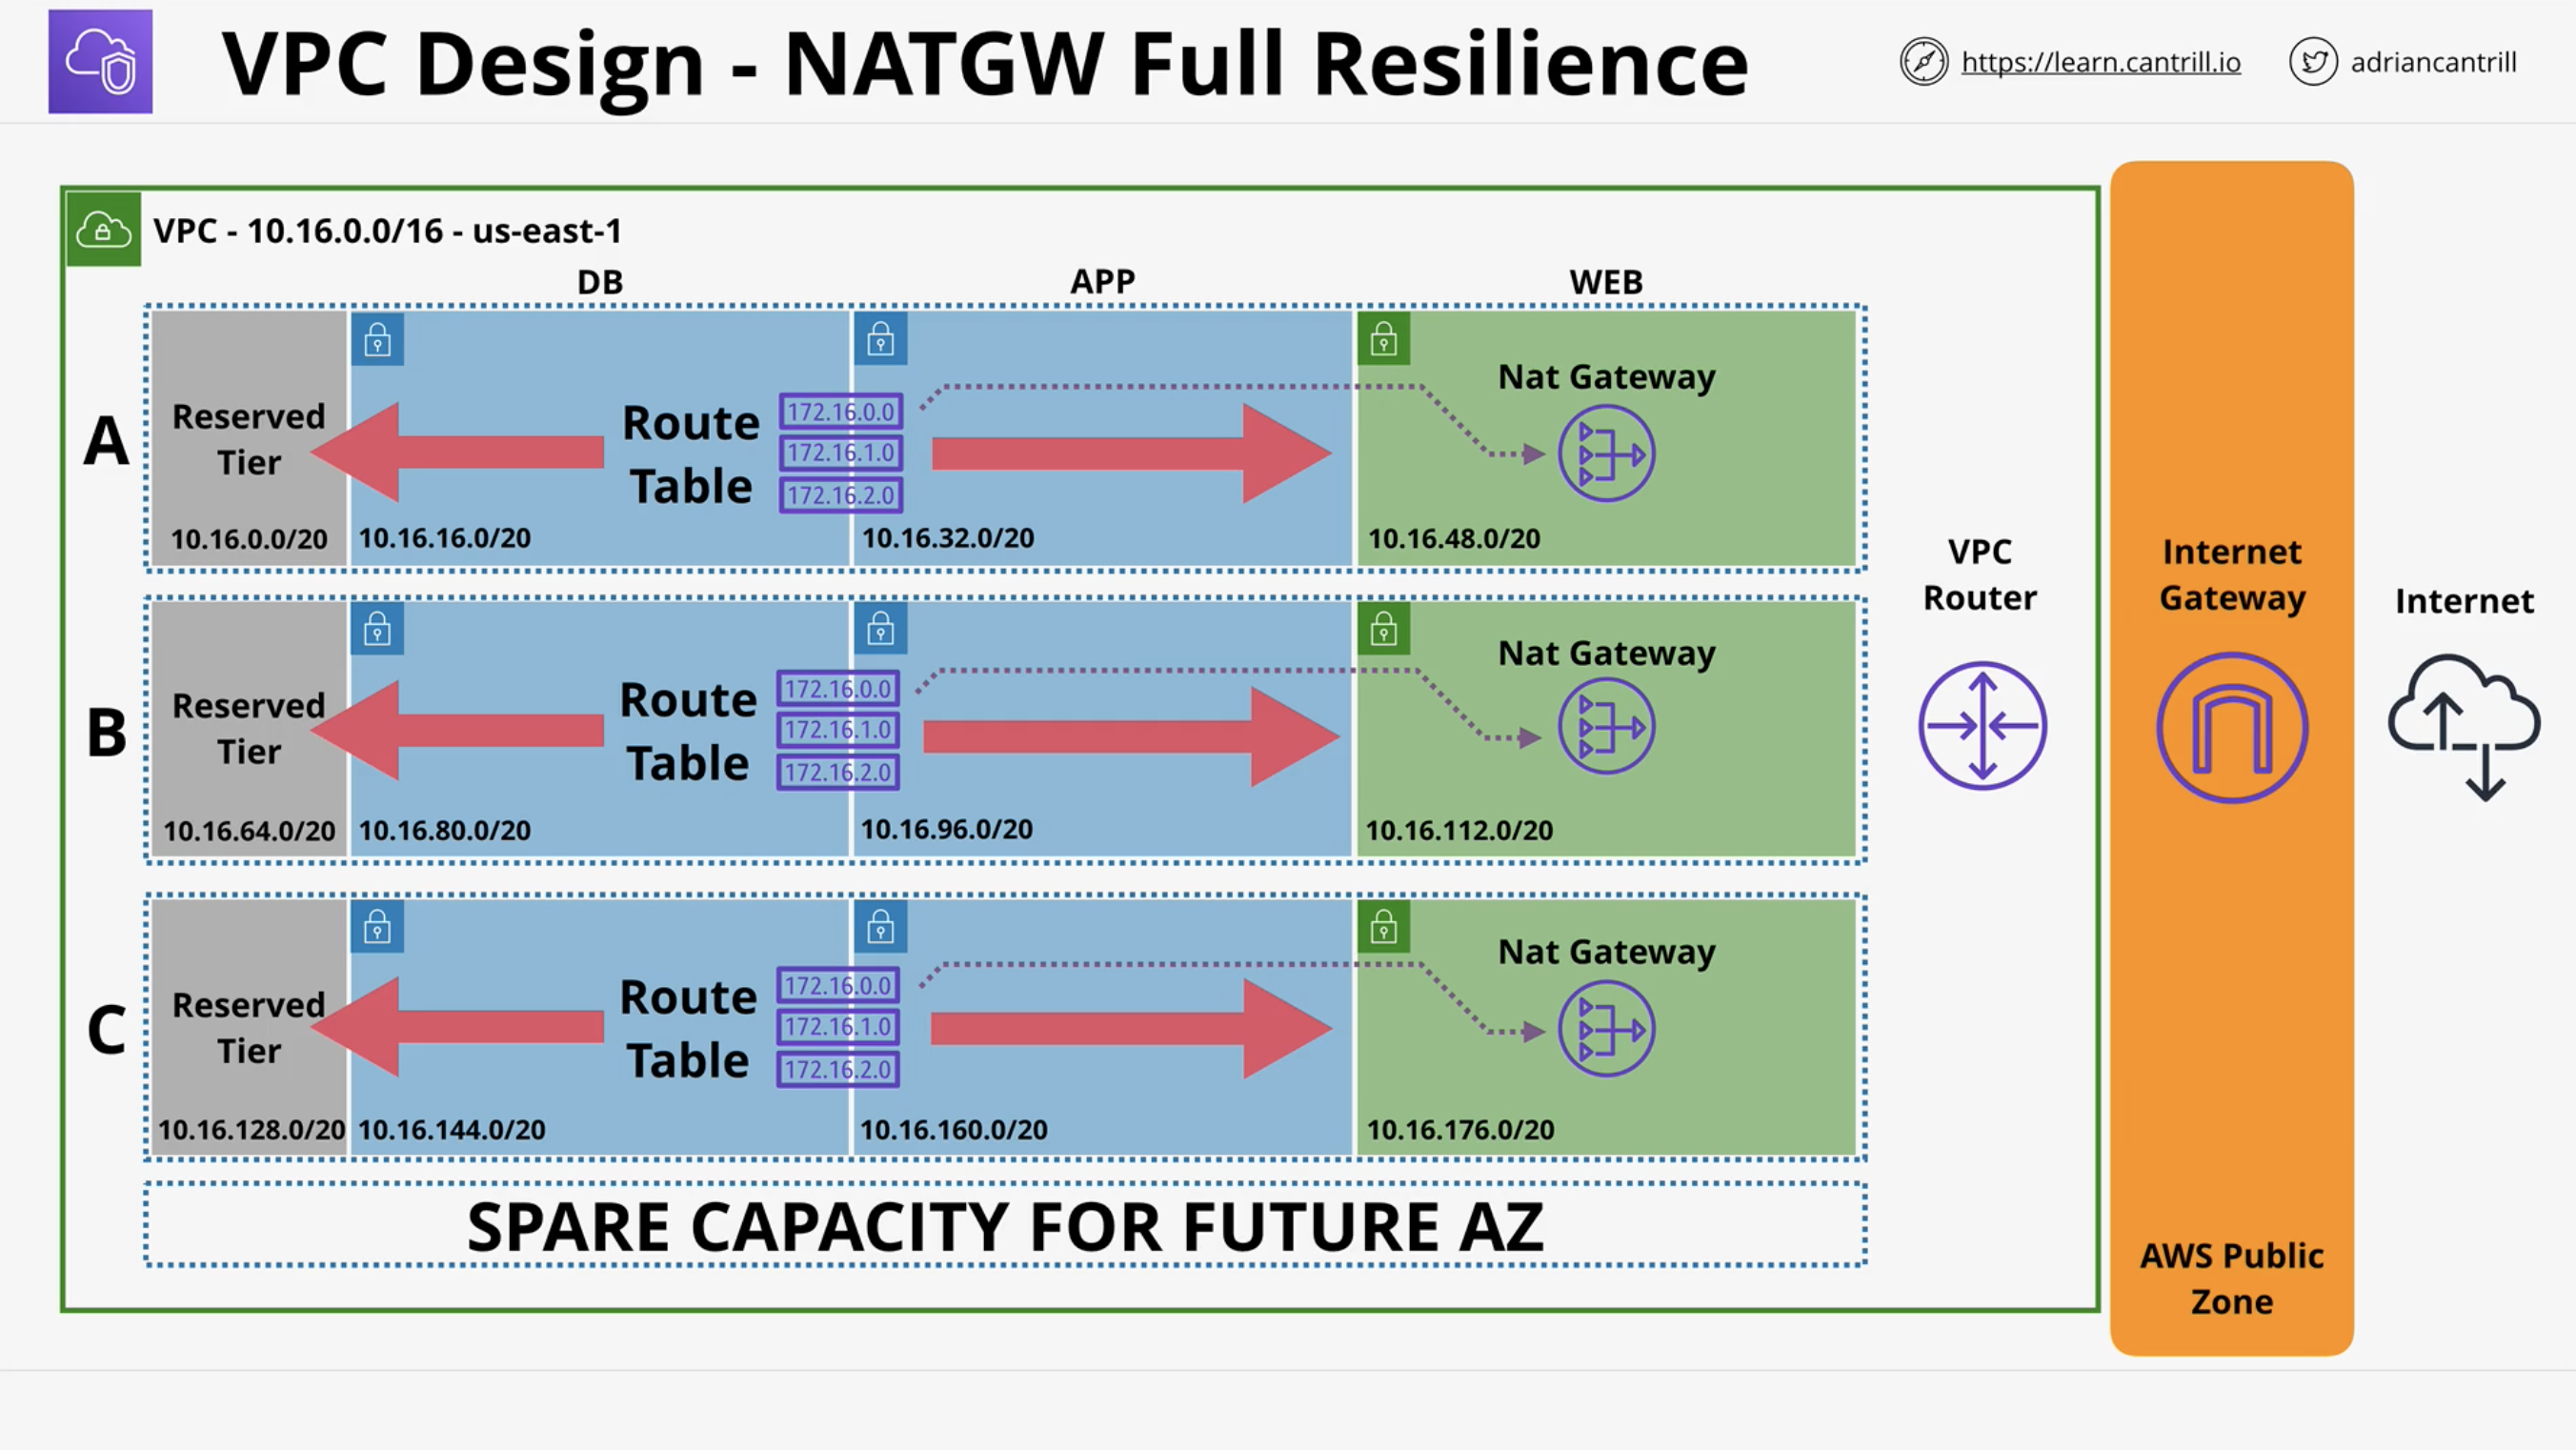 VPC Design - NATGW Full Resilience
https://learn.cantrill.io
adriancantrill
VPC - 10.16.0.0/16 - us-east-1
DB
APP
WEB
A
Reserved
Tier
10.16.0.0/20
Route
Table
172.16.0.0
172.16.1.0
172.16.2.0
10.16.16.0/20
10.16.32.0/20
Nat Gateway
10.16.48.0/20
B
Reserved
Tier
10.16.64.0/20
Route
Table
172.16.0.0
172.16.1.0
172.16.2.0
10.16.80.0/20
10.16.96.0/20
Nat Gateway
10.16.112.0/20
C
Reserved
Tier
10.16.128.0/20
Route
Table
172.16.0.0
172.16.1.0
172.16.2.0
10.16.144.0/20
10.16.160.0/20
Nat Gateway
10.16.176.0/20
SPARE CAPACITY FOR FUTURE AZ
VPC
Router
Internet
Gateway
AWS Public
Zone
Internet